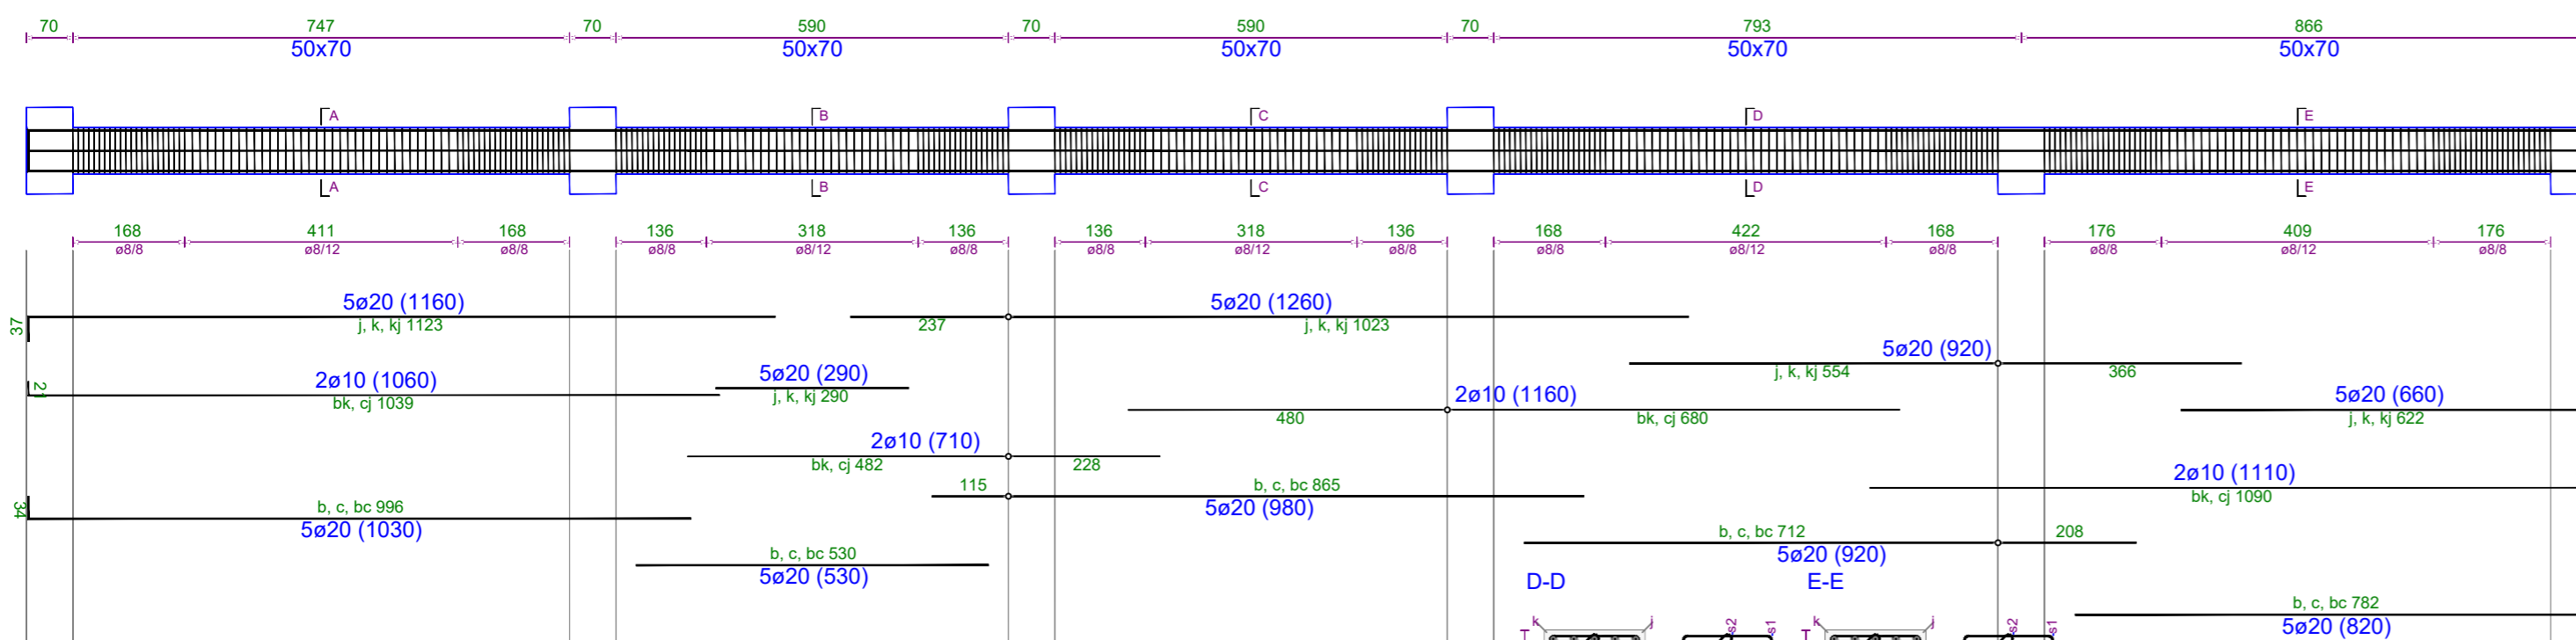 70 747 70 590 70 590 70 793 866
50x70 50x70 50x70 50x70 50x70
A B C D E
A B C D E
168 411 168 136 318 136 136 318 136 168 422 168 176 409 176
ø8/8 ø8/12 ø8/8 ø8/8 ø8/12 ø8/8 ø8/8 ø8/12 ø8/8 ø8/8 ø8/12 ø8/8 ø8/8 ø8/12 ø8/8
5ø20 (1160) 5ø20 (1260)
37 j, k, kj 1123 237 j, k, kj 1023
5ø20 (920)
j, k, kj 554 366
2ø10 (1060) 5ø20 (290)
21 bk, cj 1039 j, k, kj 290
2ø10 (1160) 5ø20 (660)
480 bk, cj 680 j, k, kj 622
2ø10 (710)
bk, cj 482 228
2ø10 (1110)
bk, cj 1090
115 b, c, bc 865
5ø20 (980)
34 b, c, bc 996
5ø20 (1030)
b, c, bc 712 208
5ø20 (920)
b, c, bc 530
5ø20 (530)
D-D E-E
b, c, bc 782
5ø20 (820)
k j s2 s1 k j s2 s1
T T